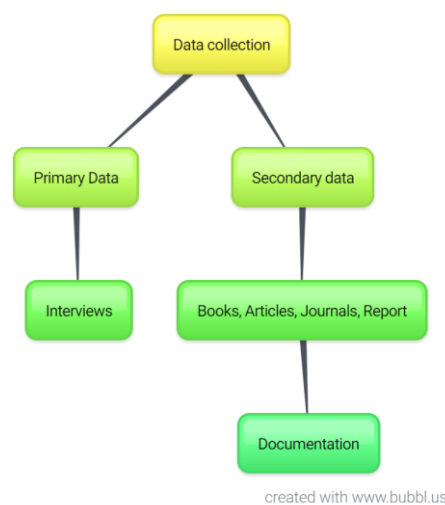 Data collection
Primary Data
Secondary data
Interviews
Books, Articles, Journals, Report
Documentation
created with www.bubbl.us